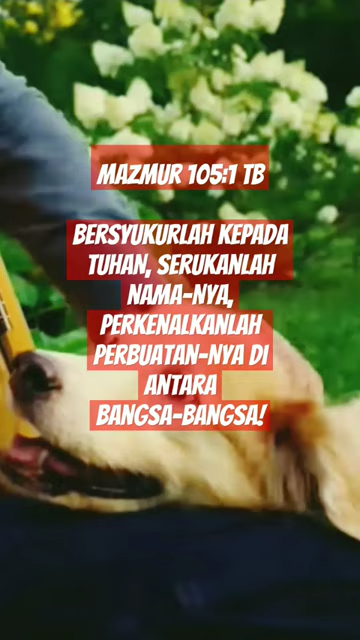 MAZMUR 105:1 TB
BERSYUKURLAH KEPADA
TUHAN, SERUKANLAH
NAMA-NYA,
PERKENALKANLAH
PERBUATAN-NYA DI
ANTARA
BANGSA-BANGSA!